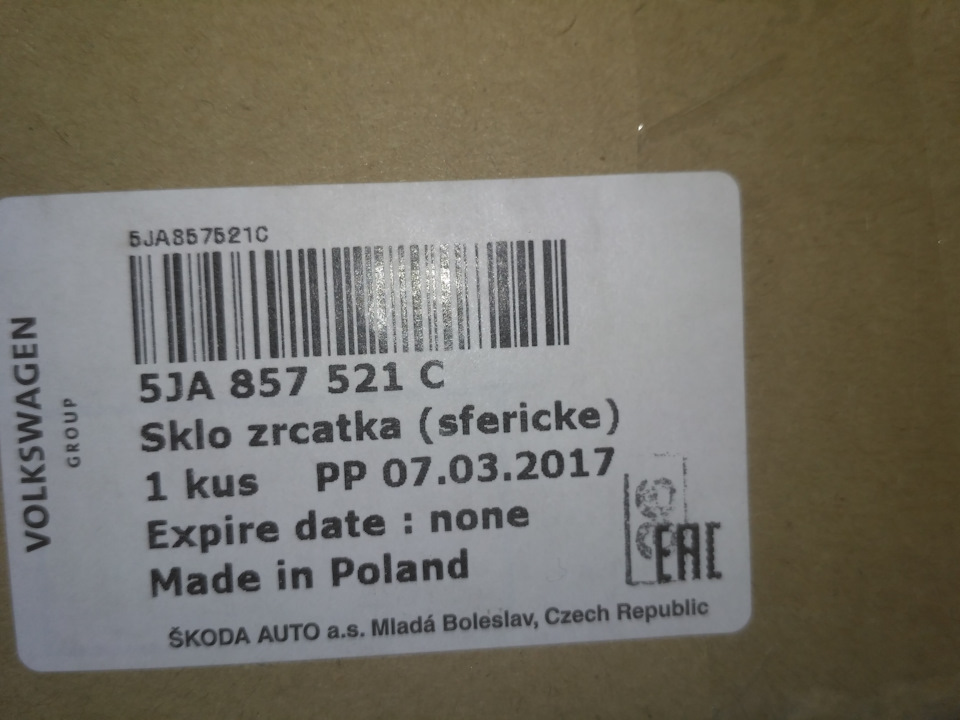 5JA857521C
VOLKSWAGEN
GROUP
5JA 857 521 C
Sklo zrcatka (sfericke)
1 kus PP 07.03.2017
Expire date : none
Made in Poland
EAC
ŠKODA AUTO a.s. Mladá Boleslav, Czech Republic